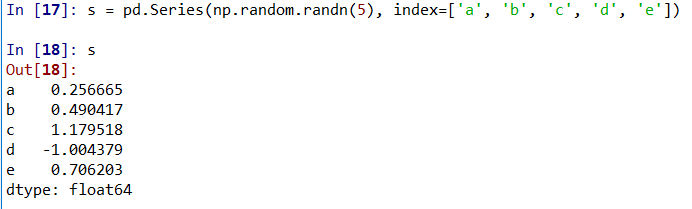 In [17]: s = pd.Series(np.random.randn(5), index=['a', 'b', 'c', 'd', 'e'])
In [18]: s
Out[18]:
a    0.256665
b    0.490417
c    1.179518
d   -1.004379
e    0.706203
dtype: float64